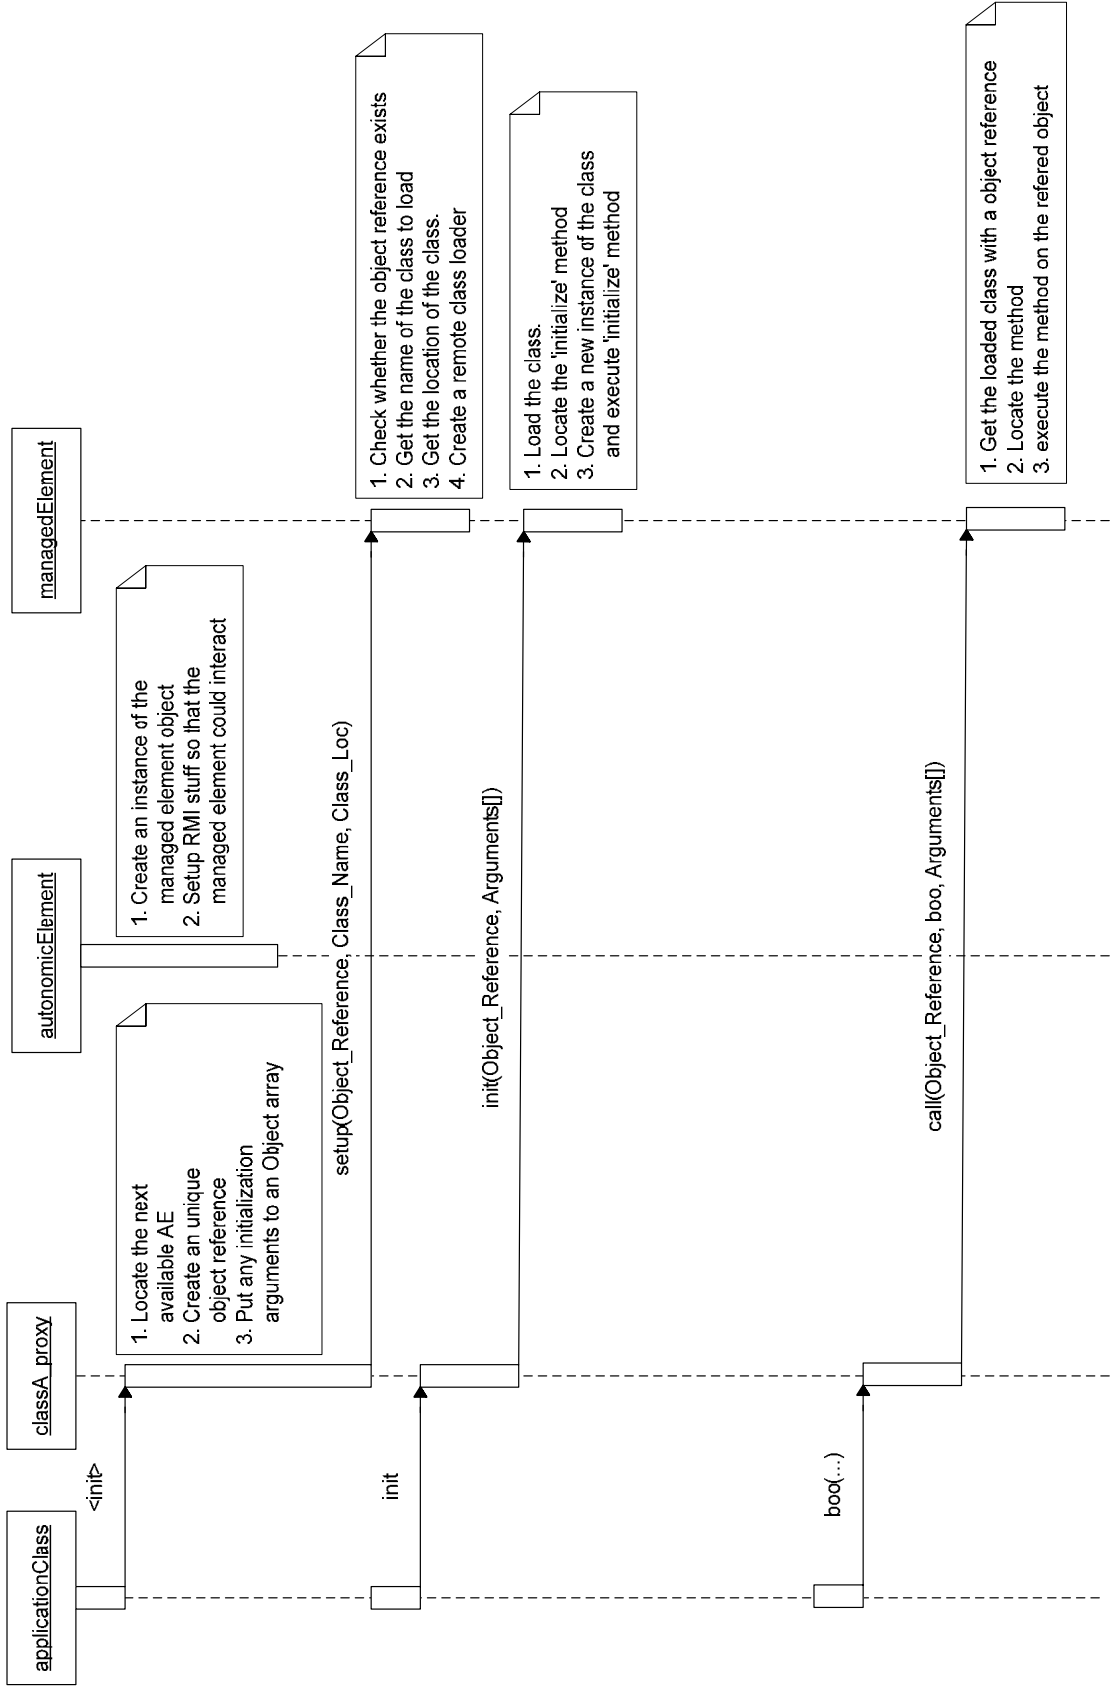 applicationClass
classA_proxy
autonomicElement
managedElement
<init>
1. Locate the next
available AE
2. Create an unique
object reference
3. Put any initialization
arguments to an Object array
1. Create an instance of the
managed element object
2. Setup RMI stuff so that the
managed element could interact
setup(Object_Reference, Class_Name, Class_Loc)
1. Check whether the object reference exists
2. Get the name of the class to load
3. Get the location of the class.
4. Create a remote class loader
init
init(Object_Reference, Arguments[])
1. Load the class.
2. Locate the 'initialize' method
3. Create a new instance of the class
and execute 'initialize' method
boo(...)
call(Object_Reference, boo, Arguments[])
1. Get the loaded class with a object reference
2. Locate the method
3. execute the method on the refered object